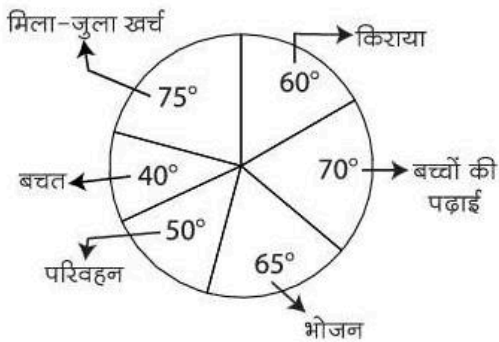 मिला-जुला खर्च
किराया
60°
75°
70°
बच्चों की
पढ़ाई
बचत
40°
50°
परिवहन
65°
भोजन